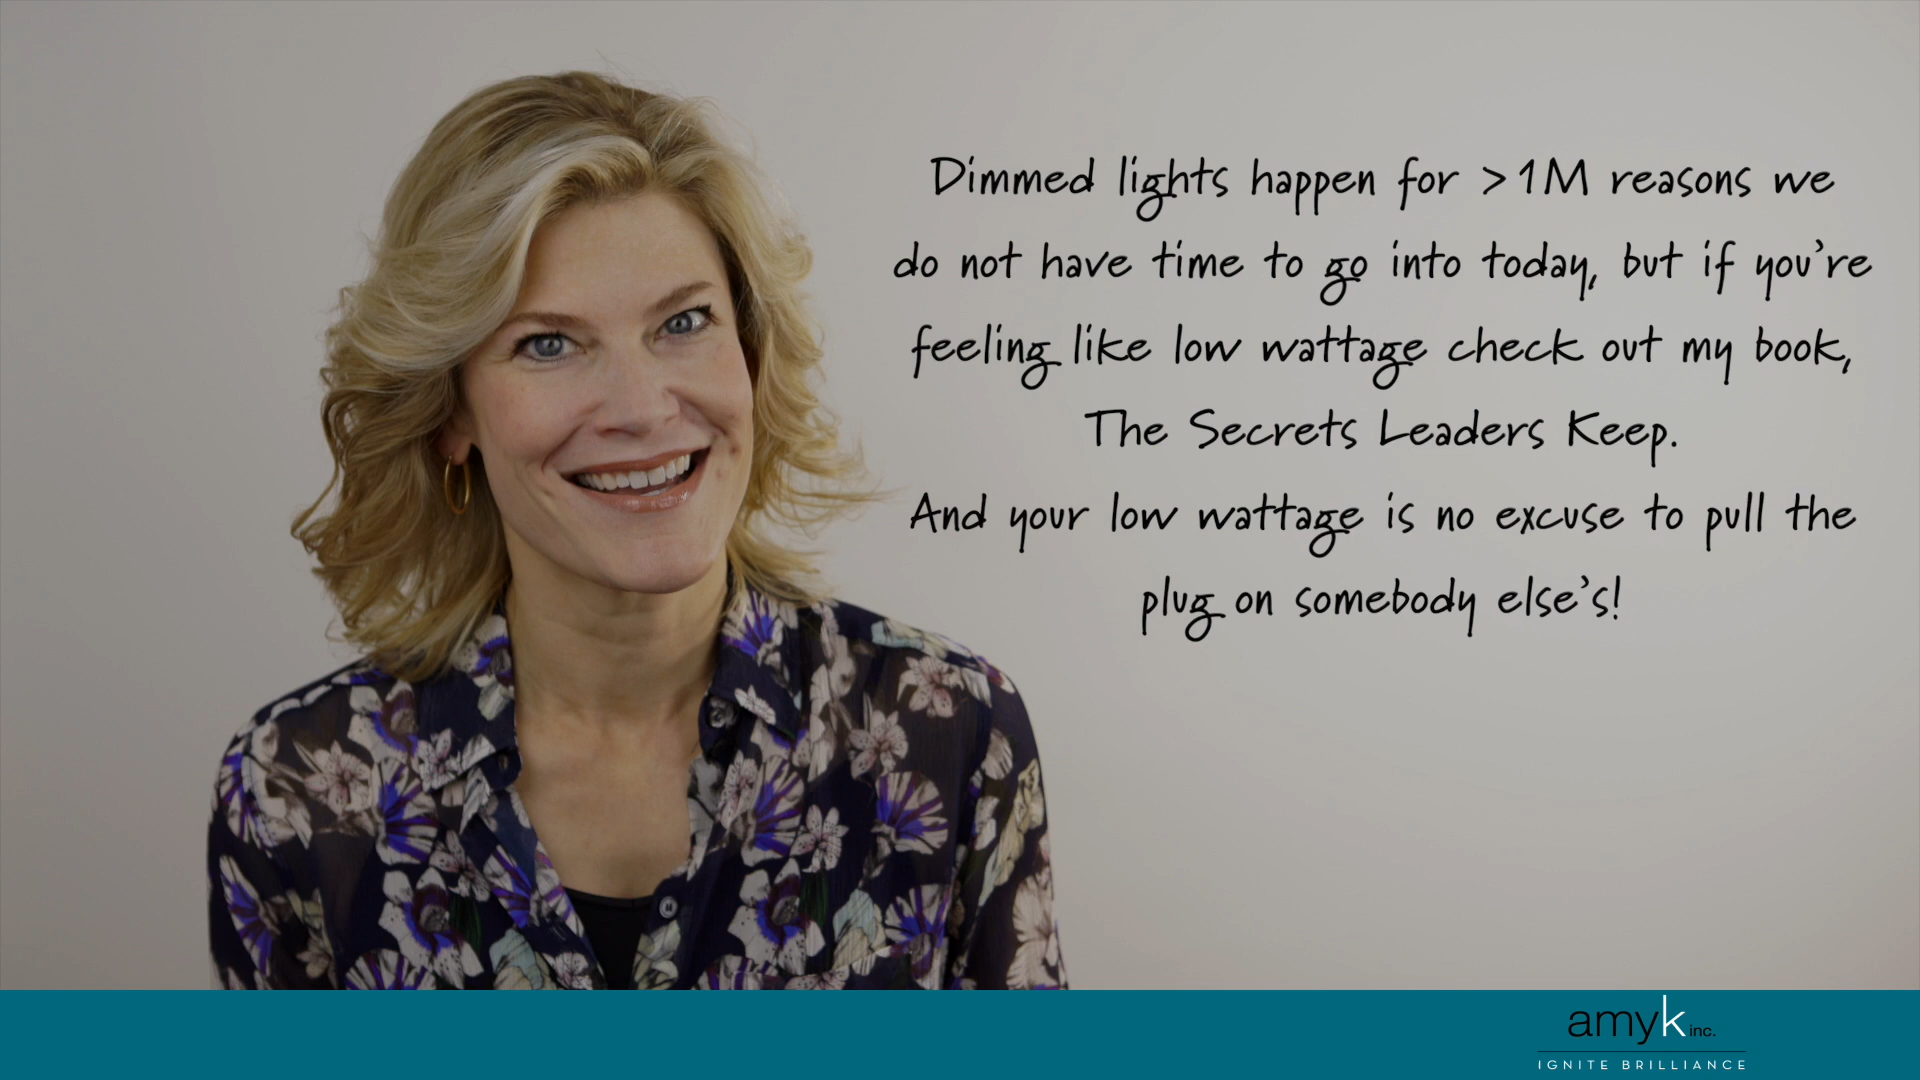 Dimmed lights happen for >1M reasons we
do not have time to go into today, but if you're
feeling like low wattage check out my book,
The Secrets Leaders Keep.
And your low wattage is no excuse to pull the
plug on somebody else's!
amyk inc.
IGNITE BRILLIANCE